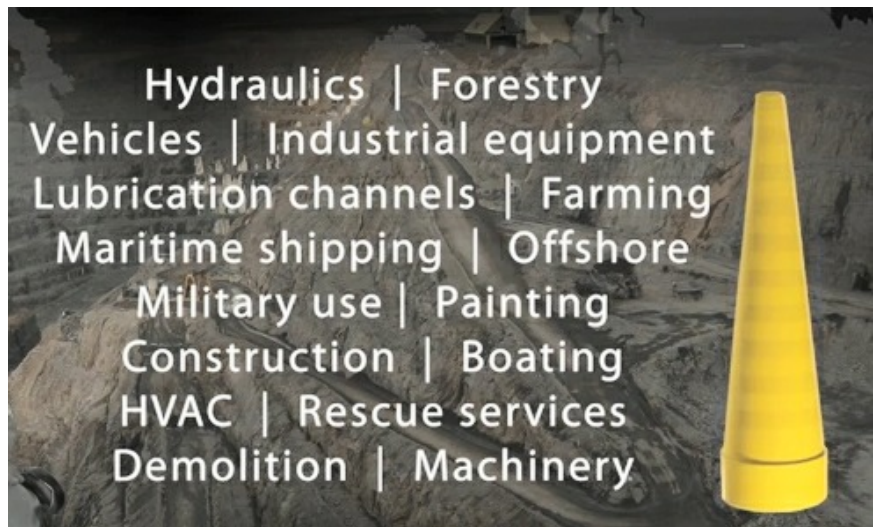 Hydraulics | Forestry
Vehicles | Industrial equipment
Lubrication channels | Farming
Maritime shipping | Offshore
Military use | Painting
Construction | Boating
HVAC | Rescue services
Demolition | Machinery